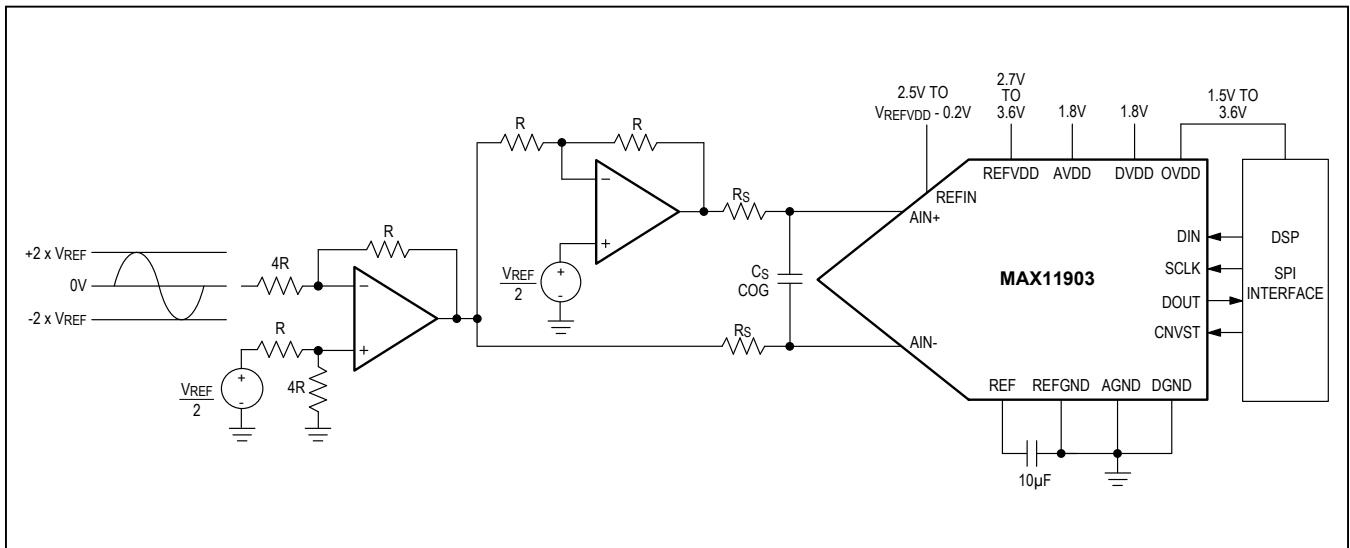 +2 x VREF
0V
-2 x VREF
4R
R
R
4R
VREF
2
R
R
VREF
2
RS
RS
CS
COG
2.5V TO
VREFVDD - 0.2V
2.7V
TO
3.6V
1.8V
1.8V
1.5V TO
3.6V
REFVDD
AVDD
DVDD
OVDD
REFIN
AIN+
AIN-
MAX11903
DIN
SCLK
DOUT
CNVST
DSP
SPI
INTERFACE
REF
REFGND
AGND
DGND
10µF